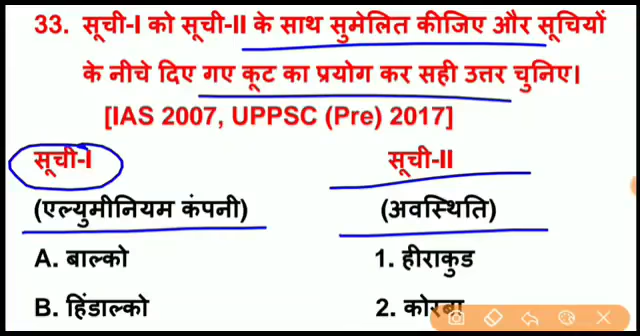 33. सूची-I को सूची-II के साथ सुमेलित कीजिए और सूचियों
के नीचे दिए गए कूट का प्रयोग कर सही उत्तर चुनिए।
[IAS 2007, UPPSC (Pre) 2017]
सूची-I सूची-II
(एल्युमीनियम कंपनी) (अवस्थिति)
A. बाल्को 1. हीराकुड
B. हिंडाल्को 2. कोरबा